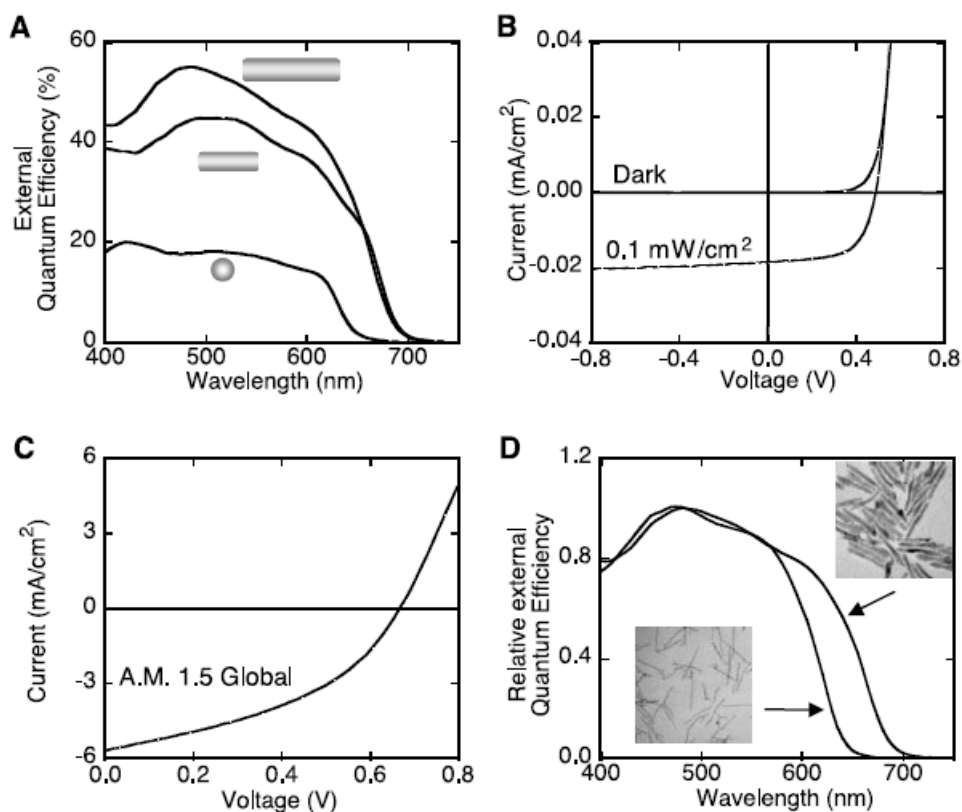 A
External
Quantum Efficiency (%)
60
40
20
0
400
500
600
700
Wavelength (nm)
B
Current (mA/cm²)
0.04
0.02
0.00
-0.02
-0.04
Dark
0.1 mW/cm²
-0.8
-0.4
0.0
0.4
0.8
Voltage (V)
C
Current (mA/cm²)
6
3
0
-3
-6
A.M. 1.5 Global
0.0
0.2
0.4
0.6
0.8
Voltage (V)
D
Relative external
Quantum Efficiency
1.2
0.8
0.4
0.0
400
500
600
700
Wavelength (nm)